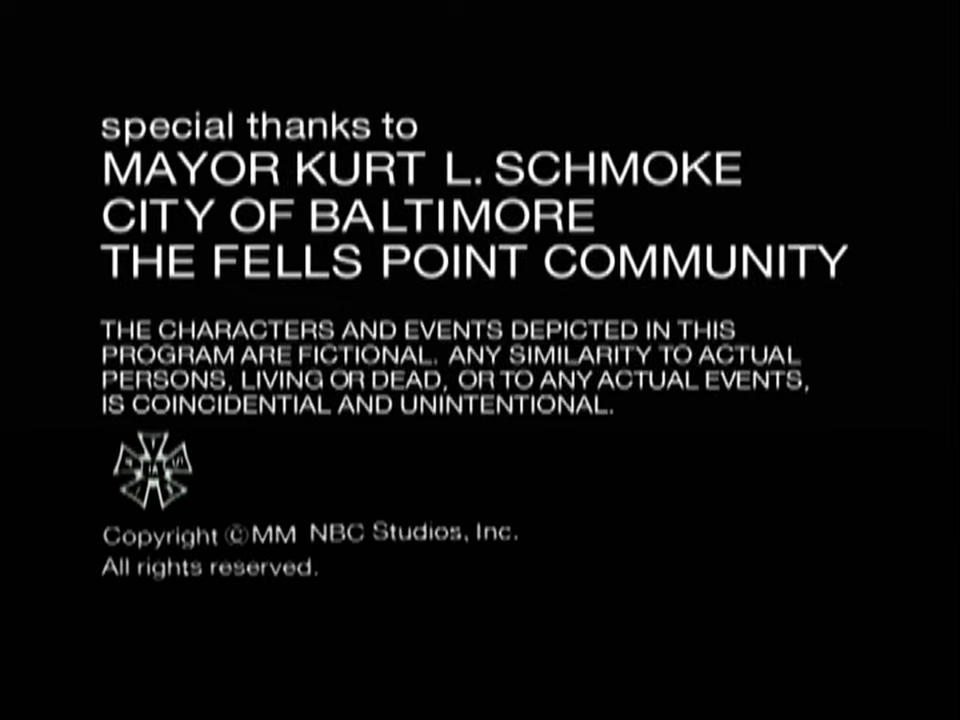 special thanks to
MAYOR KURT L. SCHMOKE
CITY OF BALTIMORE
THE FELLS POINT COMMUNITY
THE CHARACTERS AND EVENTS DEPICTED IN THIS
PROGRAM ARE FICTIONAL. ANY SIMILARITY TO ACTUAL
PERSONS, LIVING OR DEAD, OR TO ANY ACTUAL EVENTS,
IS COINCIDENTIAL AND UNINTENTIONAL.
Copyright ©MM NBC Studios, Inc.
All rights reserved.